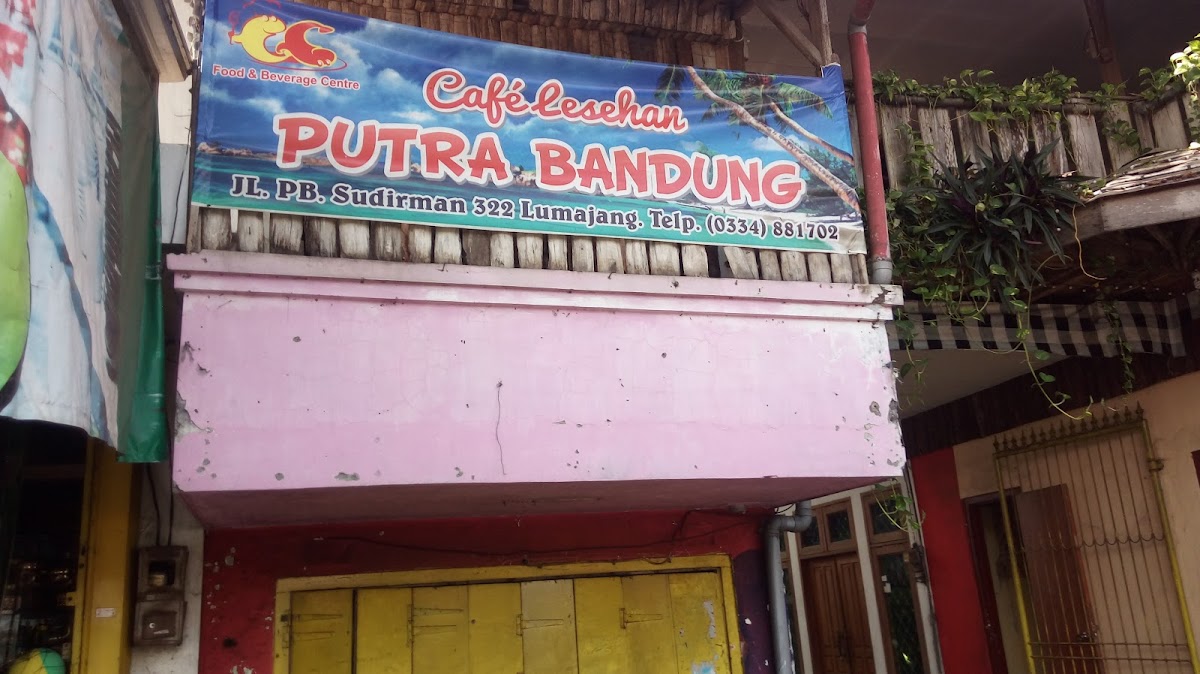 Food & Beverage Centre
Café Lesehan
PUTRA BANDUNG
JL. PB. Sudirman 322 Lumajang. Telp. (0334) 881702